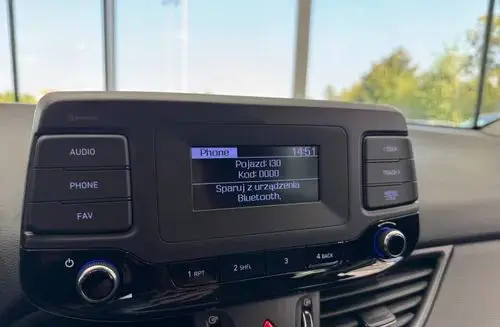 Phone 14:51
Pojazd: I30
Kod: 0000
Sparuj z urządzenia
Bluetooth.
AUDIO
PHONE
FAV
TRACK
1 RPT
2 SHFL
3
4 BACK